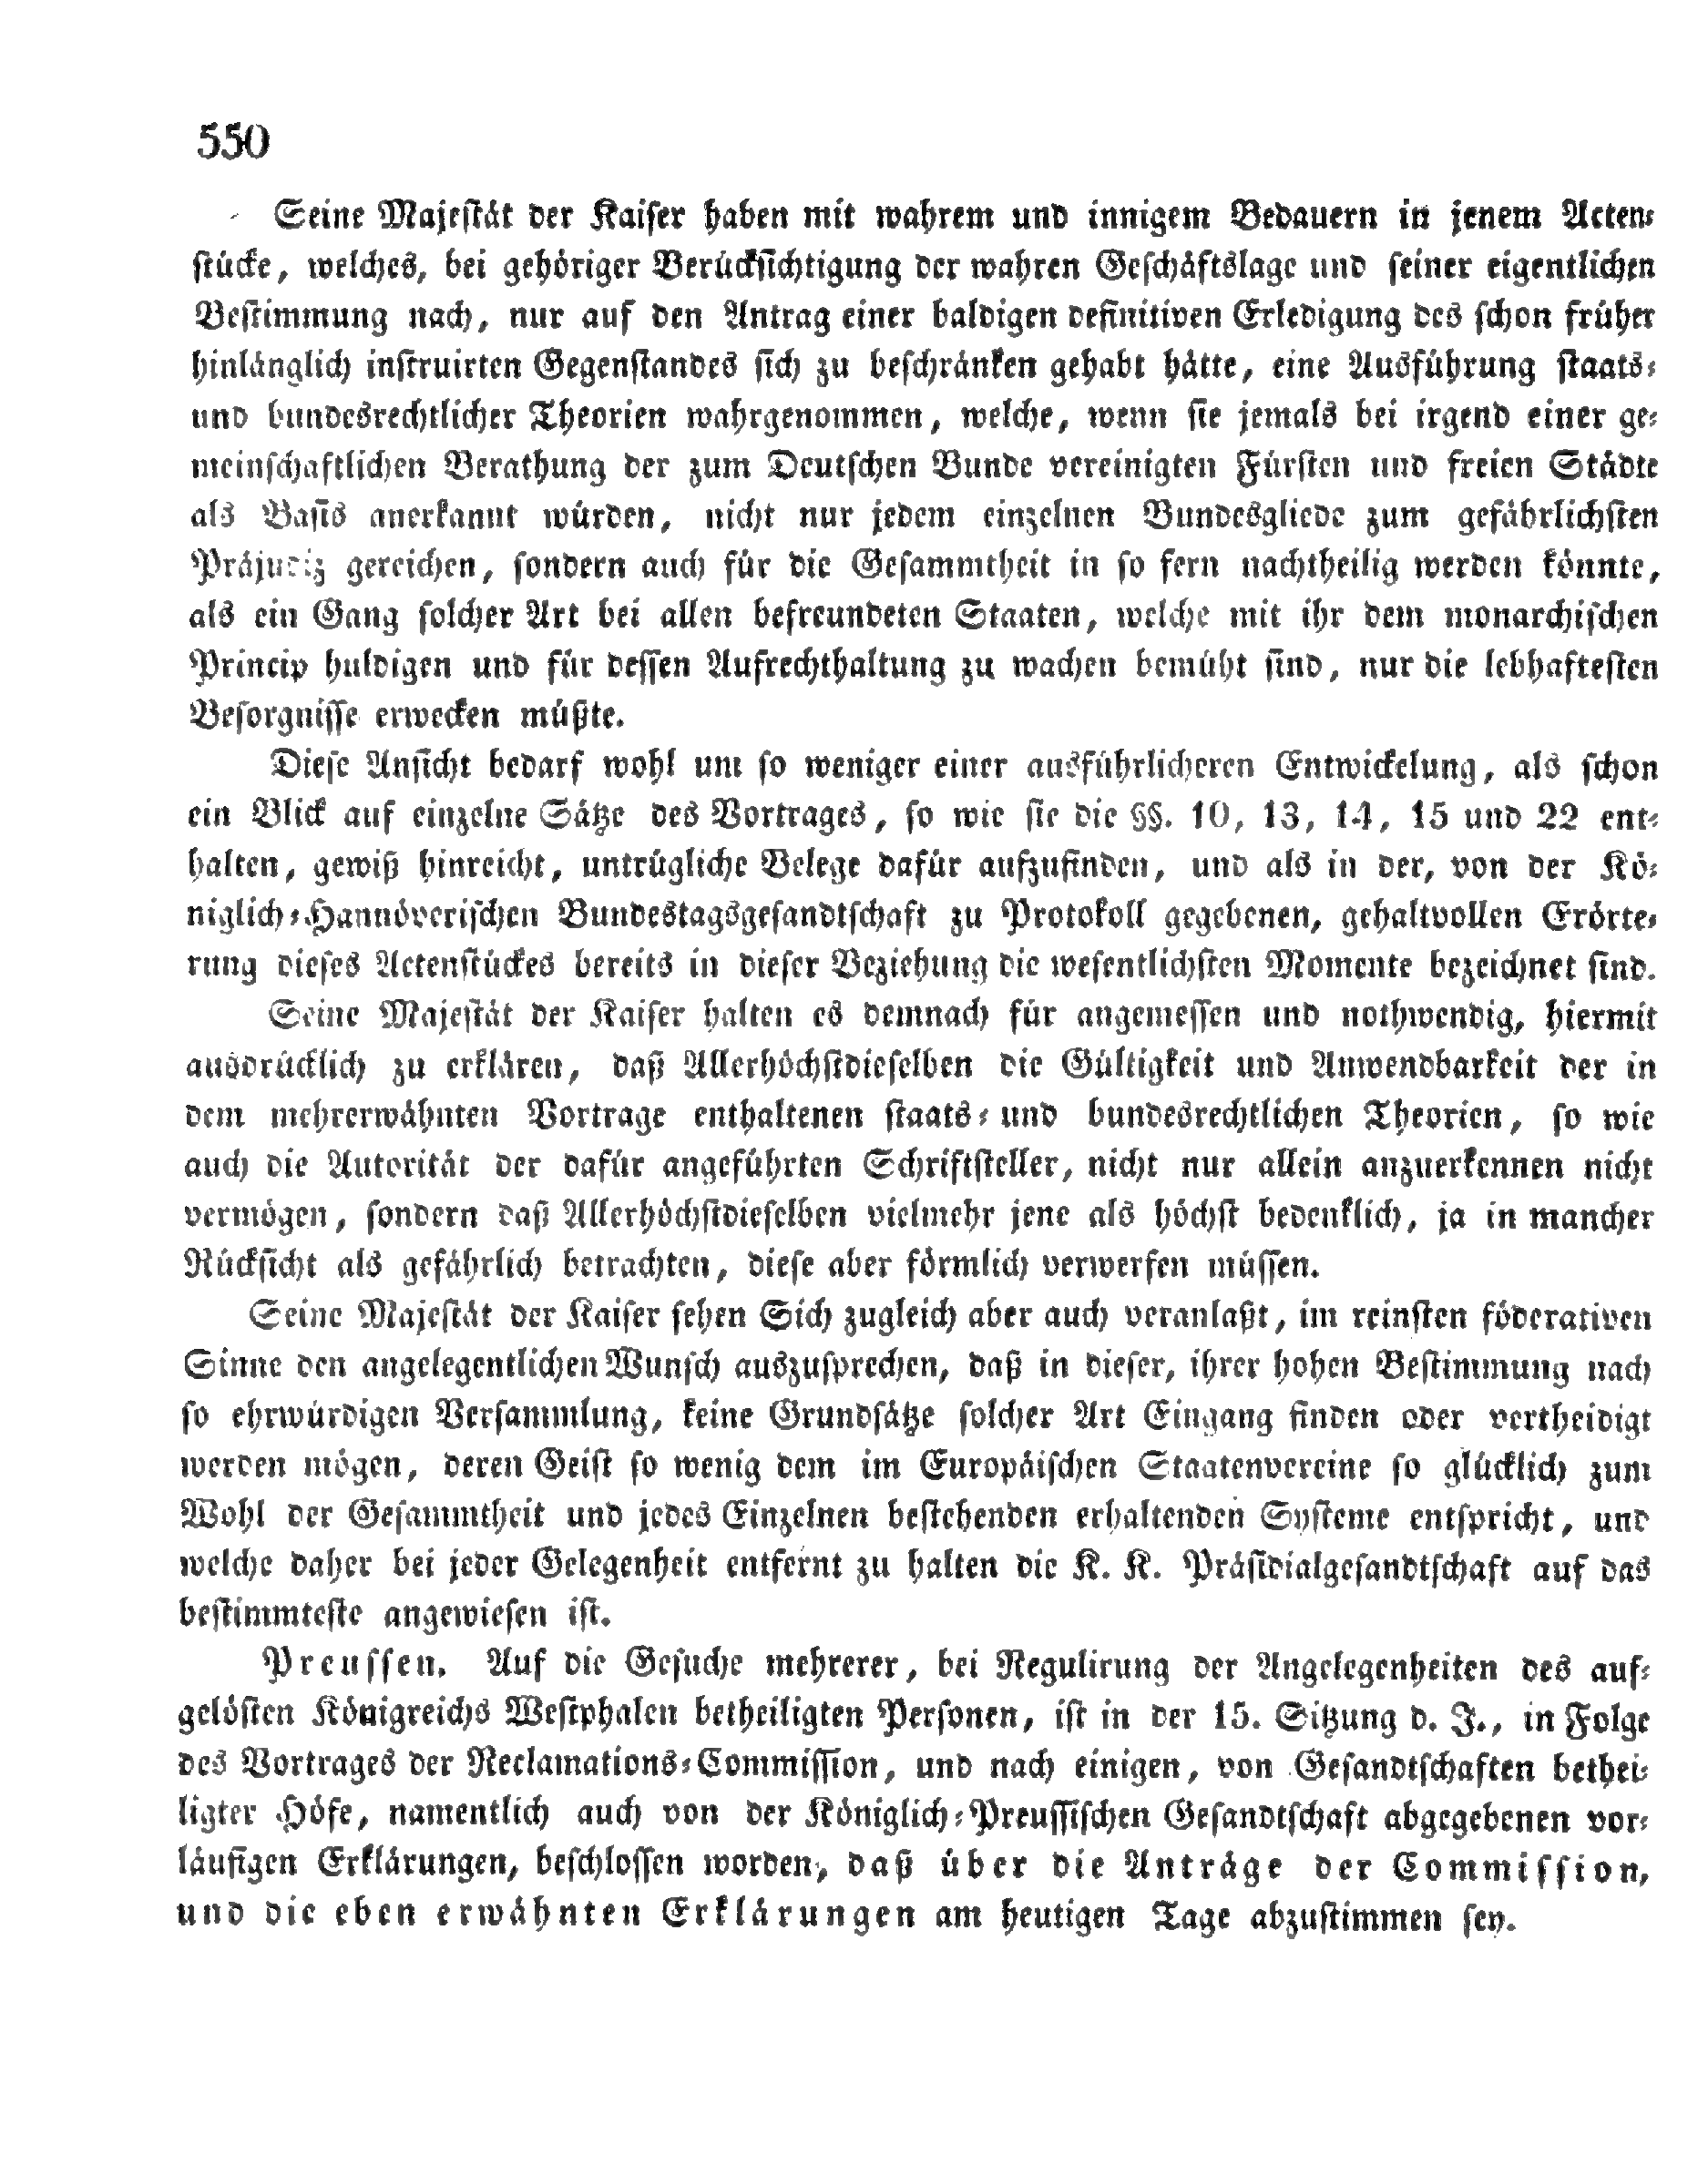 550
Seine Majestät der Kaiser haben mit wahrem und innigem Bedauern in jenem Acten-
stücke, welches, bei gehöriger Berücksichtigung der wahren Geschäftslage und seiner eigentlichen
Bestimmung nach, nur auf den Antrag einer baldigen definitiven Erledigung des schon früher
hinlänglich instruirten Gegenstandes sich zu beschränken gehabt hätte, eine Ausführung staats-
und bundesrechtlicher Theorien wahrgenommen, welche, wenn sie jemals bei irgend einer ge-
meinschaftlichen Berathung der zum Deutschen Bunde vereinigten Fürsten und freien Städte
als Basis anerkannt würden, nicht nur jedem einzelnen Bundesgliede zum gefährlichsten
Präjudiz gereichen, sondern auch für die Gesammtheit in so fern nachtheilig werden könnte,
als ein Gang solcher Art bei allen befreundeten Staaten, welche mit ihr dem monarchischen
Princip huldigen und für dessen Aufrechthaltung zu wachen bemüht sind, nur die lebhaftesten
Besorgnisse erwecken müßte.
Diese Ansicht bedarf wohl um so weniger einer ausführlicheren Entwickelung, als schon
ein Blick auf einzelne Sätze des Vortrages, so wie sie die §§. 10, 13, 14, 15 und 22 ent-
halten, gewiß hinreicht, untrügliche Belege dafür aufzufinden, und als in der, von der Kö-
niglich-Hannöverischen Bundestagsgesandtschaft zu Protokoll gegebenen, gehaltvollen Erörte-
rung dieses Actenstückes bereits in dieser Beziehung die wesentlichsten Momente bezeichnet sind.
Seine Majestät der Kaiser halten es demnach für angemessen und nothwendig, hiermit
ausdrücklich zu erklären, daß Allerhöchstdieselben die Gültigkeit und Anwendbarkeit der in
dem mehrerwähnten Vortrage enthaltenen staats- und bundesrechtlichen Theorien, so wie
auch die Autorität der dafür angeführten Schriftsteller, nicht nur allein anzuerkennen nicht
vermögen, sondern daß Allerhöchstdieselben vielmehr jene als höchst bedenklich, ja in mancher
Rücksicht als gefährlich betrachten, diese aber förmlich verwerfen müssen.
Seine Majestät der Kaiser sehen Sich zugleich aber auch veranlaßt, im reinsten föderativen
Sinne den angelegentlichen Wunsch auszusprechen, daß in dieser, ihrer hohen Bestimmung nach
so ehrwürdigen Versammlung, keine Grundsätze solcher Art Eingang finden oder vertheidigt
werden mögen, deren Geist so wenig dem im Europäischen Staatenvereine so glücklich zum
Wohl der Gesammtheit und jedes Einzelnen bestehenden erhaltenden Systeme entspricht, und
welche daher bei jeder Gelegenheit entfernt zu halten die K. K. Präsidialgesandtschaft auf das
bestimmteste angewiesen ist.
Preussen. Auf die Gesuche mehrerer, bei Regulirung der Angelegenheiten des auf-
gelösten Königreichs Westphalen betheiligten Personen, ist in der 15. Sitzung d. J., in Folge
des Vortrages der Reclamations-Commission, und nach einigen, von Gesandtschaften bethei-
ligter Höfe, namentlich auch von der Königlich-Preussischen Gesandtschaft abgegebenen vor-
läufigen Erklärungen, beschlossen worden, daß über die Anträge der Commission,
und die eben erwähnten Erklärungen am heutigen Tage abzustimmen sey.